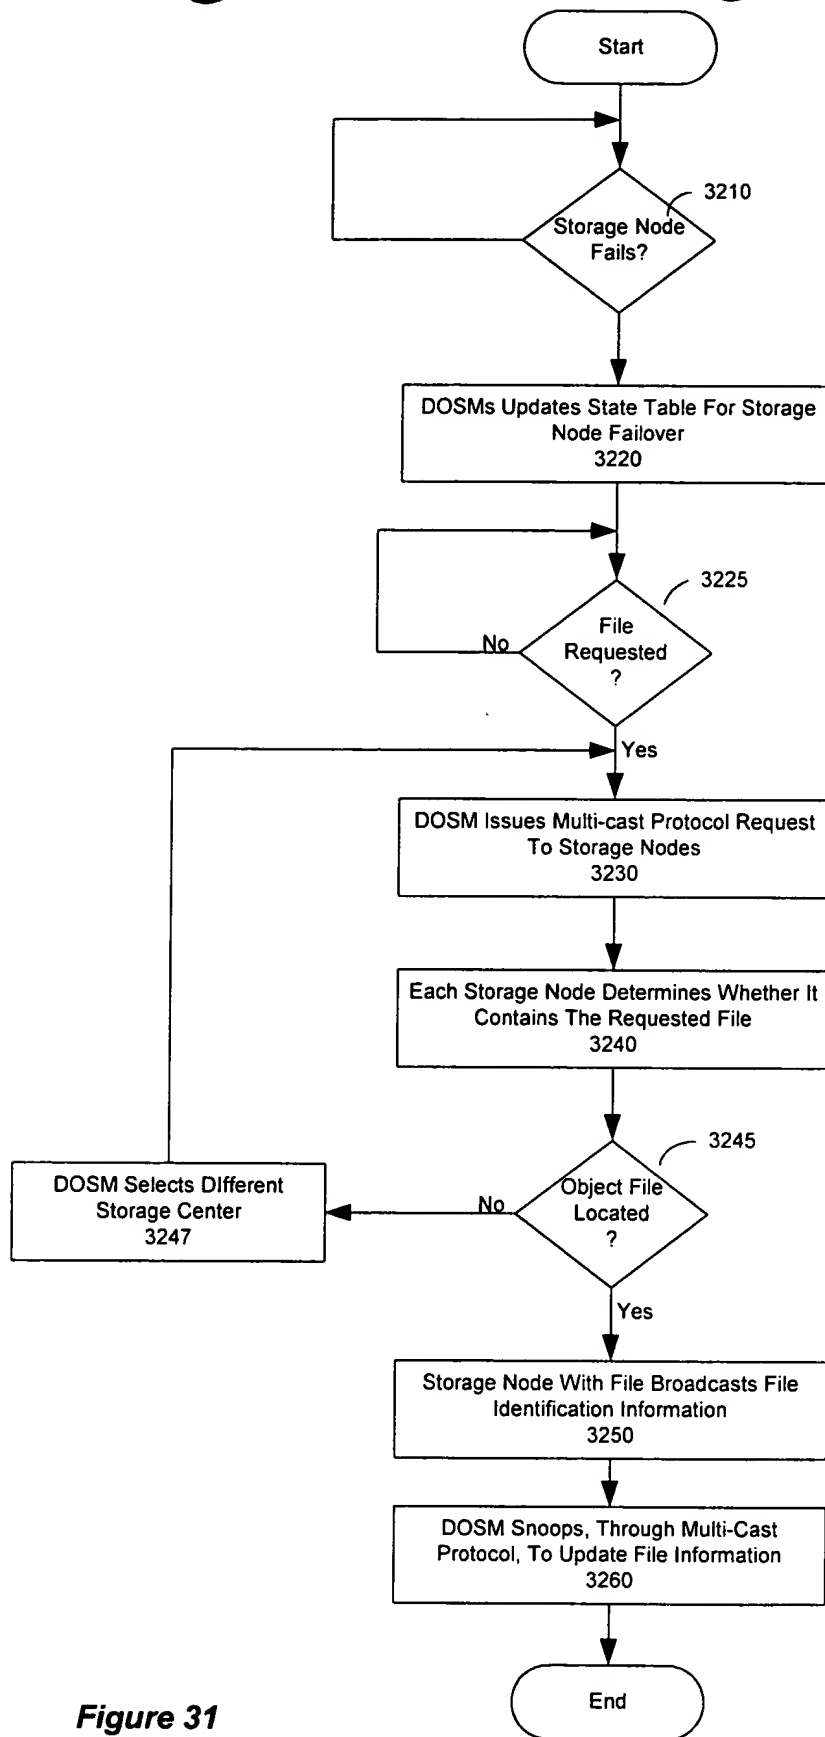 Start
3210
Storage Node
Fails?
DOSMs Updates State Table For Storage
Node Failover
3220
3225
File
Requested
?
No
Yes
DOSM Issues Multi-cast Protocol Request
To Storage Nodes
3230
Each Storage Node Determines Whether It
Contains The Requested File
3240
3245
Object File
Located
?
No
DOSM Selects DIfferent
Storage Center
3247
Yes
Storage Node With File Broadcasts File
Identification Information
3250
DOSM Snoops, Through Multi-Cast
Protocol, To Update File Information
3260
End
Figure 31